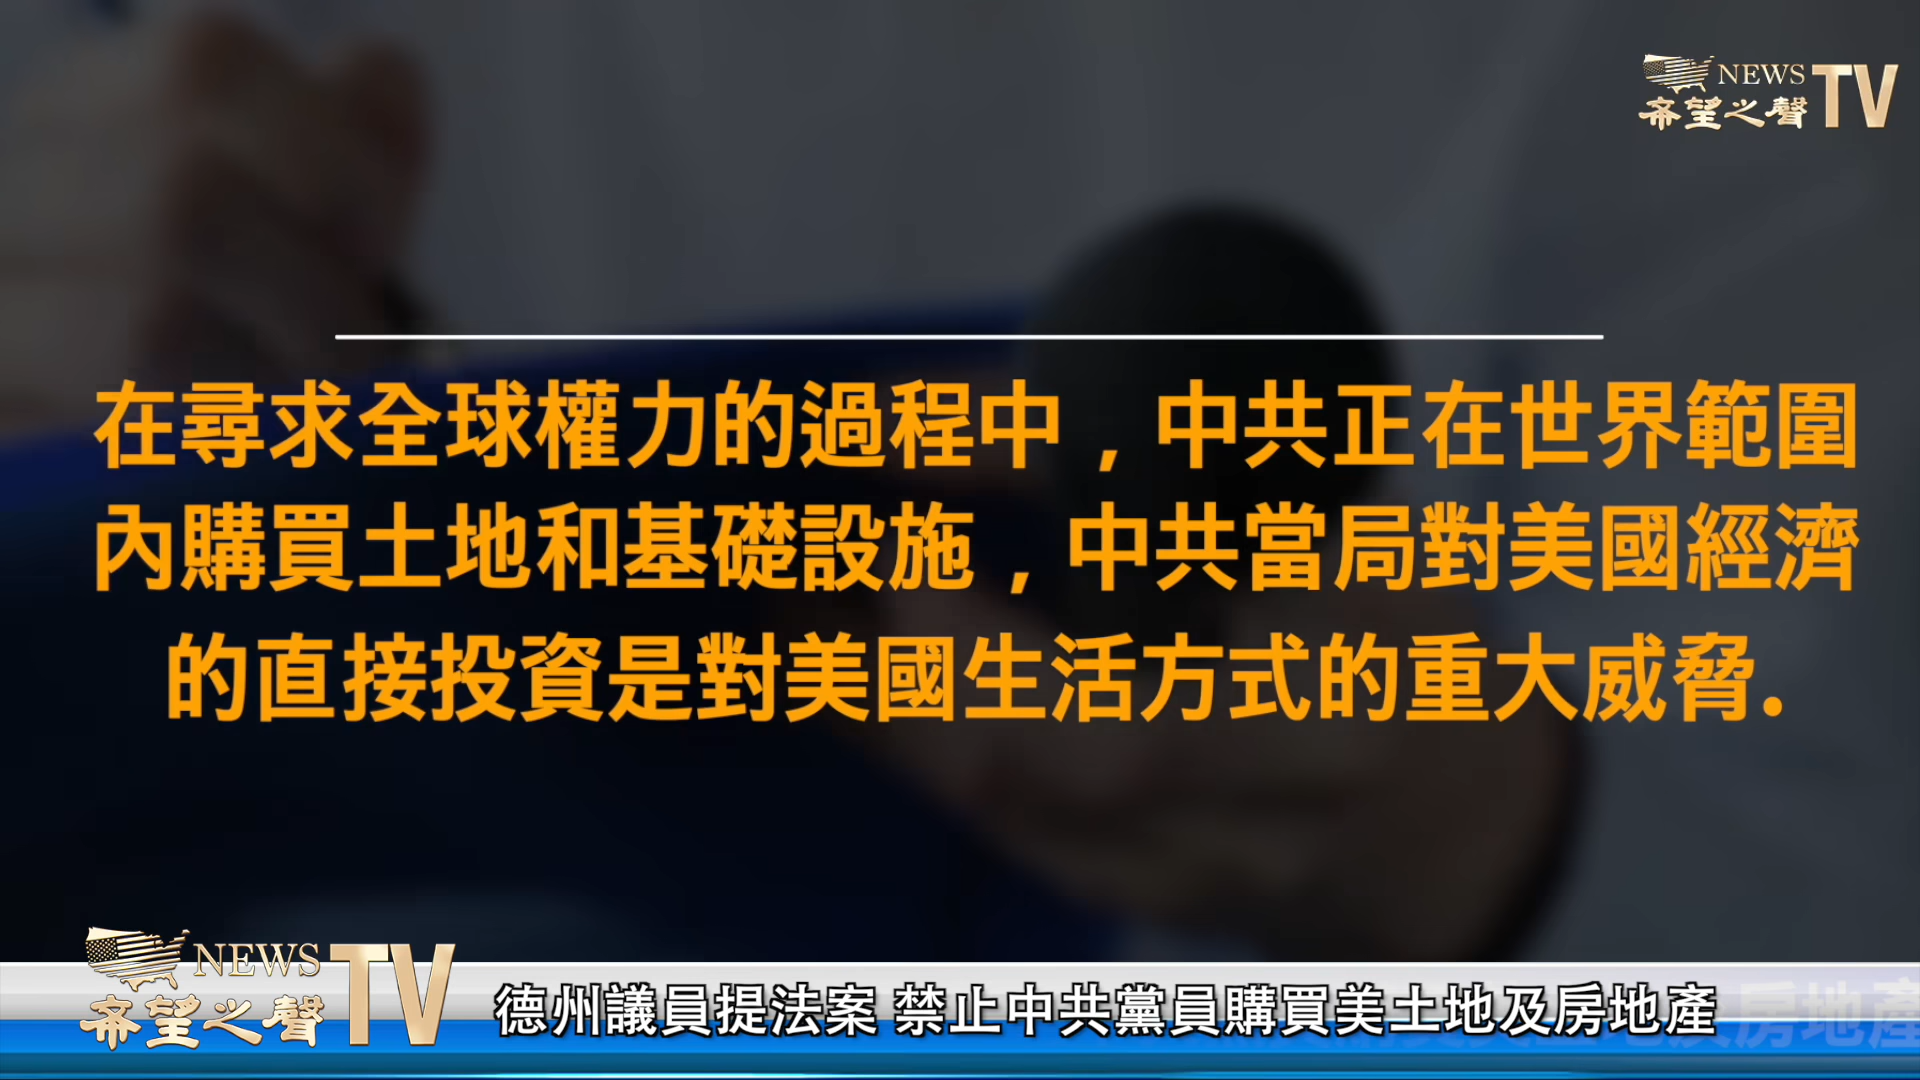 NEWS
希望之聲 TV
在尋求全球權力的過程中，中共正在世界範圍
內購買土地和基礎設施，中共當局對美國經濟
的直接投資是對美國生活方式的重大威脅.
NEWS
希望之聲 TV
德州議員提法案 禁止中共黨員購買美土地及房地產
房地產